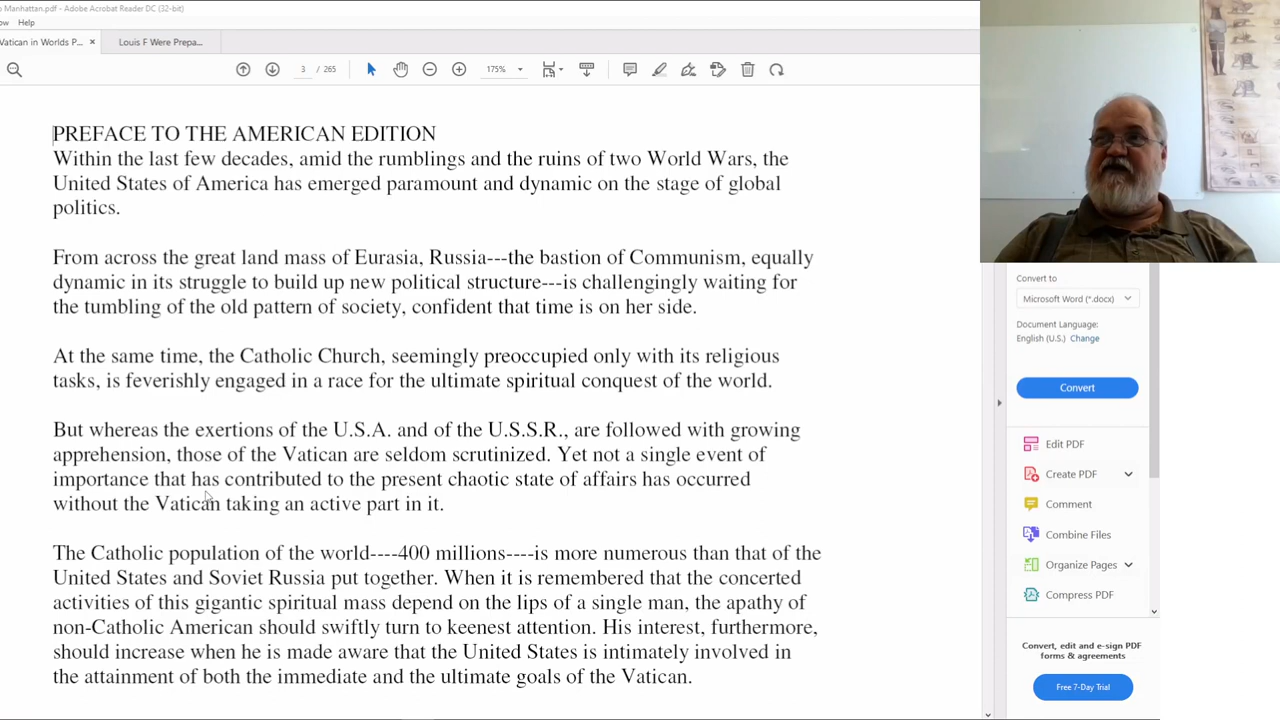 o Manhattan.pdf - Adobe Acrobat Reader DC (32-bit)
ow Help
Vatican in Worlds P... × Louis F Were Prepa...
3 / 265 175%
PREFACE TO THE AMERICAN EDITION
Within the last few decades, amid the rumblings and the ruins of two World Wars, the
United States of America has emerged paramount and dynamic on the stage of global
politics.
From across the great land mass of Eurasia, Russia---the bastion of Communism, equally
dynamic in its struggle to build up new political structure---is challengingly waiting for
the tumbling of the old pattern of society, confident that time is on her side.
At the same time, the Catholic Church, seemingly preoccupied only with its religious
tasks, is feverishly engaged in a race for the ultimate spiritual conquest of the world.
But whereas the exertions of the U.S.A. and of the U.S.S.R., are followed with growing
apprehension, those of the Vatican are seldom scrutinized. Yet not a single event of
importance that has contributed to the present chaotic state of affairs has occurred
without the Vatican taking an active part in it.
The Catholic population of the world----400 millions----is more numerous than that of the
United States and Soviet Russia put together. When it is remembered that the concerted
activities of this gigantic spiritual mass depend on the lips of a single man, the apathy of
non-Catholic American should swiftly turn to keenest attention. His interest, furthermore,
should increase when he is made aware that the United States is intimately involved in
the attainment of both the immediate and the ultimate goals of the Vatican.
Convert to
Microsoft Word (*.docx)
Document Language:
English (U.S.) Change
Convert
Edit PDF
Create PDF
Comment
Combine Files
Organize Pages
Compress PDF
Convert, edit and e-sign PDF
forms & agreements
Free 7-Day Trial